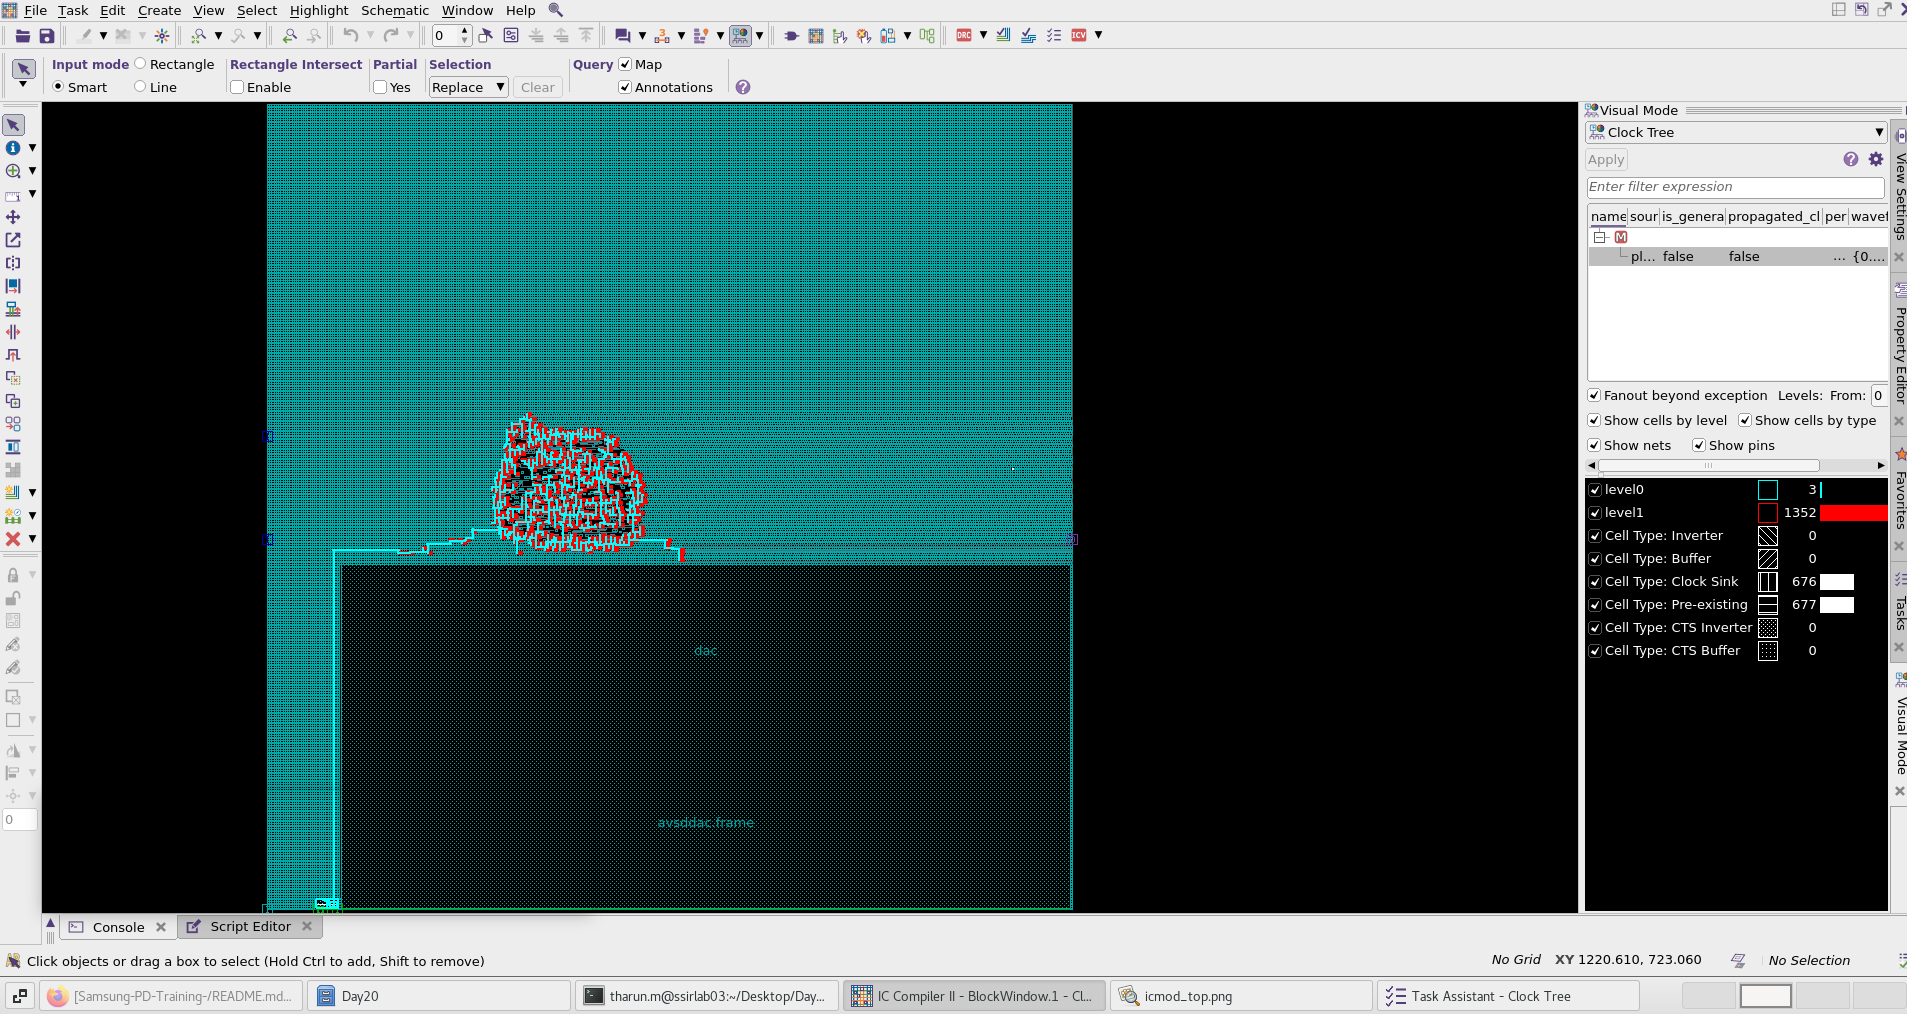 File Task Edit Create View Select Highlight Schematic Window Help
0 DRC ICV
Input mode Rectangle Rectangle Intersect Partial Selection Query Map
Smart Line Enable Yes Replace Clear Annotations
Visual Mode
Clock Tree
Apply
Enter filter expression
name sour is_genera propagated_cl per wavef
M
pl... false false ... {0....
Fanout beyond exception Levels: From: 0
Show cells by level Show cells by type
Show nets Show pins
level0 3
level1 1352
Cell Type: Inverter 0
Cell Type: Buffer 0
Cell Type: Clock Sink 676
Cell Type: Pre-existing 677
Cell Type: CTS Inverter 0
Cell Type: CTS Buffer 0
View Settings
Property Editor
Favorites
Tasks
Visual Mode
dac
avsddac.frame
0
Console Script Editor
Click objects or drag a box to select (Hold Ctrl to add, Shift to remove) No Grid XY 1220.610, 723.060 No Selection
[Samsung-PD-Training-/README.md... Day20 tharun.m@ssirlab03:~/Desktop/Day... IC Compiler II - BlockWindow.1 - Cl... icmod_top.png Task Assistant - Clock Tree